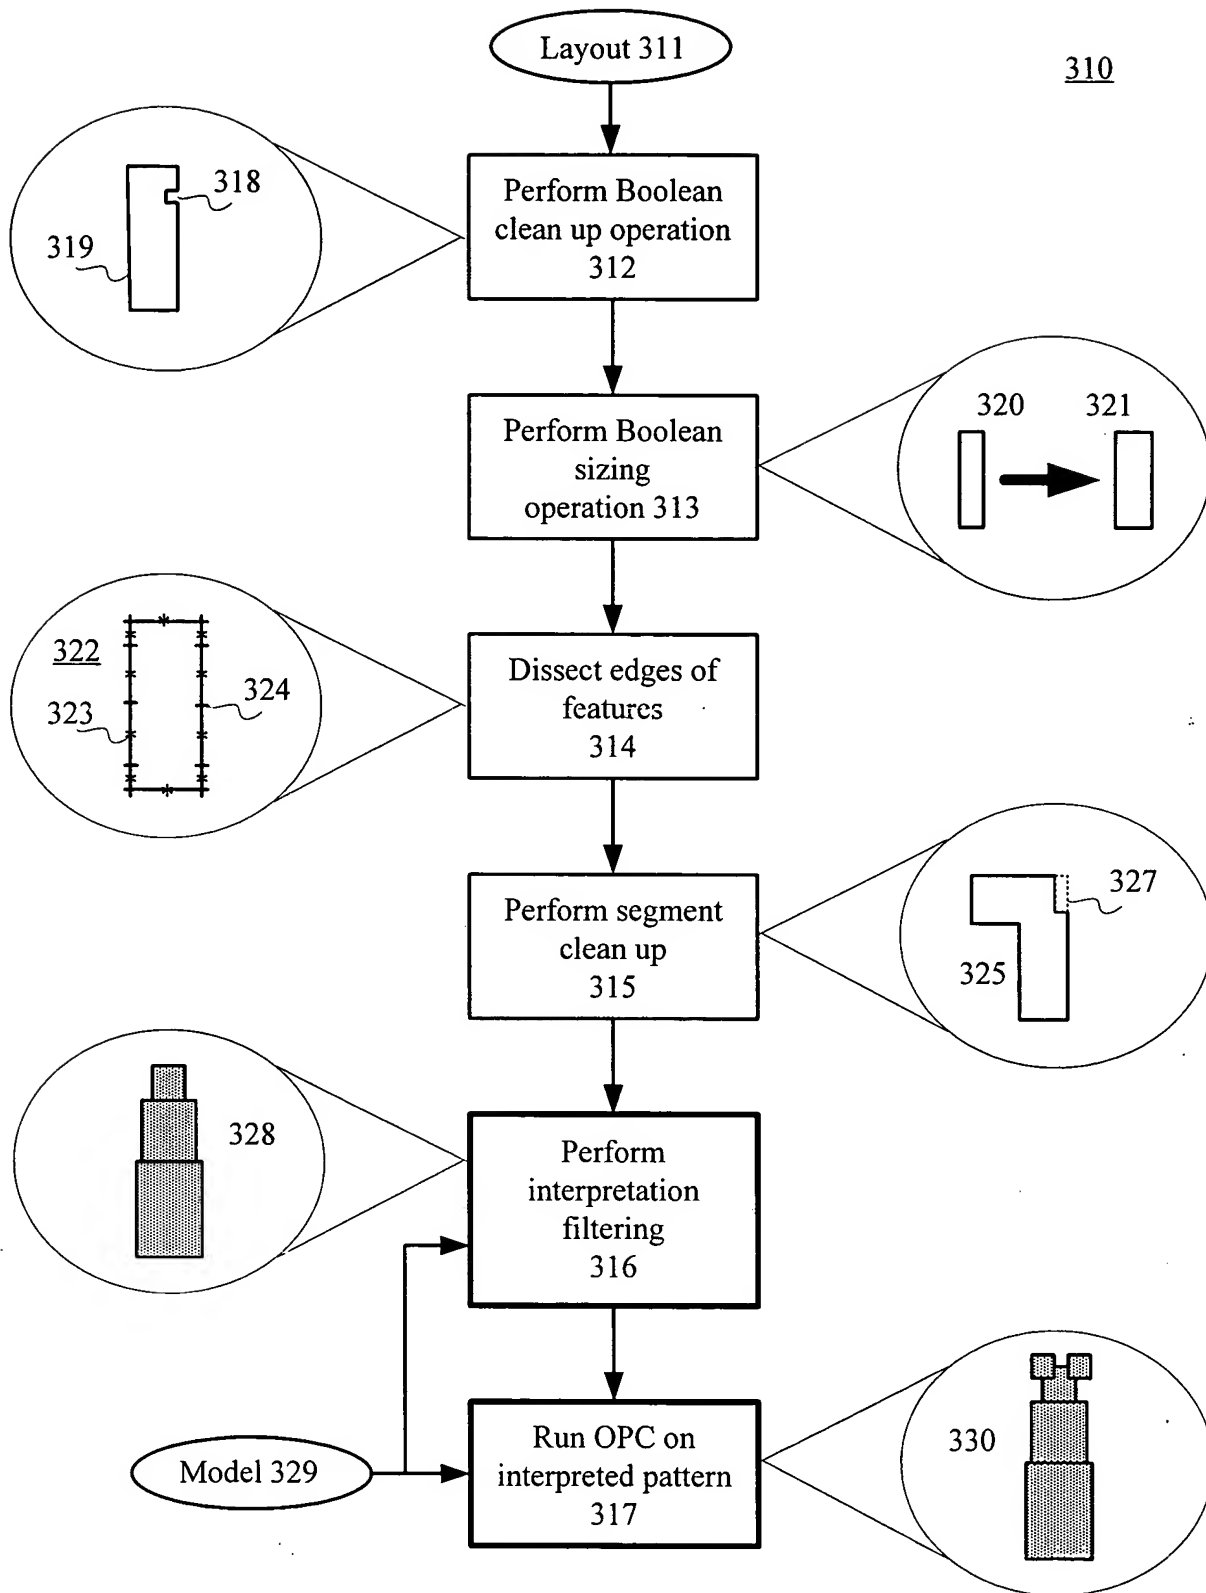 Layout 311
310
318
319
Perform Boolean
clean up operation
312
Perform Boolean
sizing
operation 313
320
321
322
323
324
Dissect edges of
features
314
Perform segment
clean up
315
327
325
328
Perform
interpretation
filtering
316
Model 329
Run OPC on
interpreted pattern
317
330